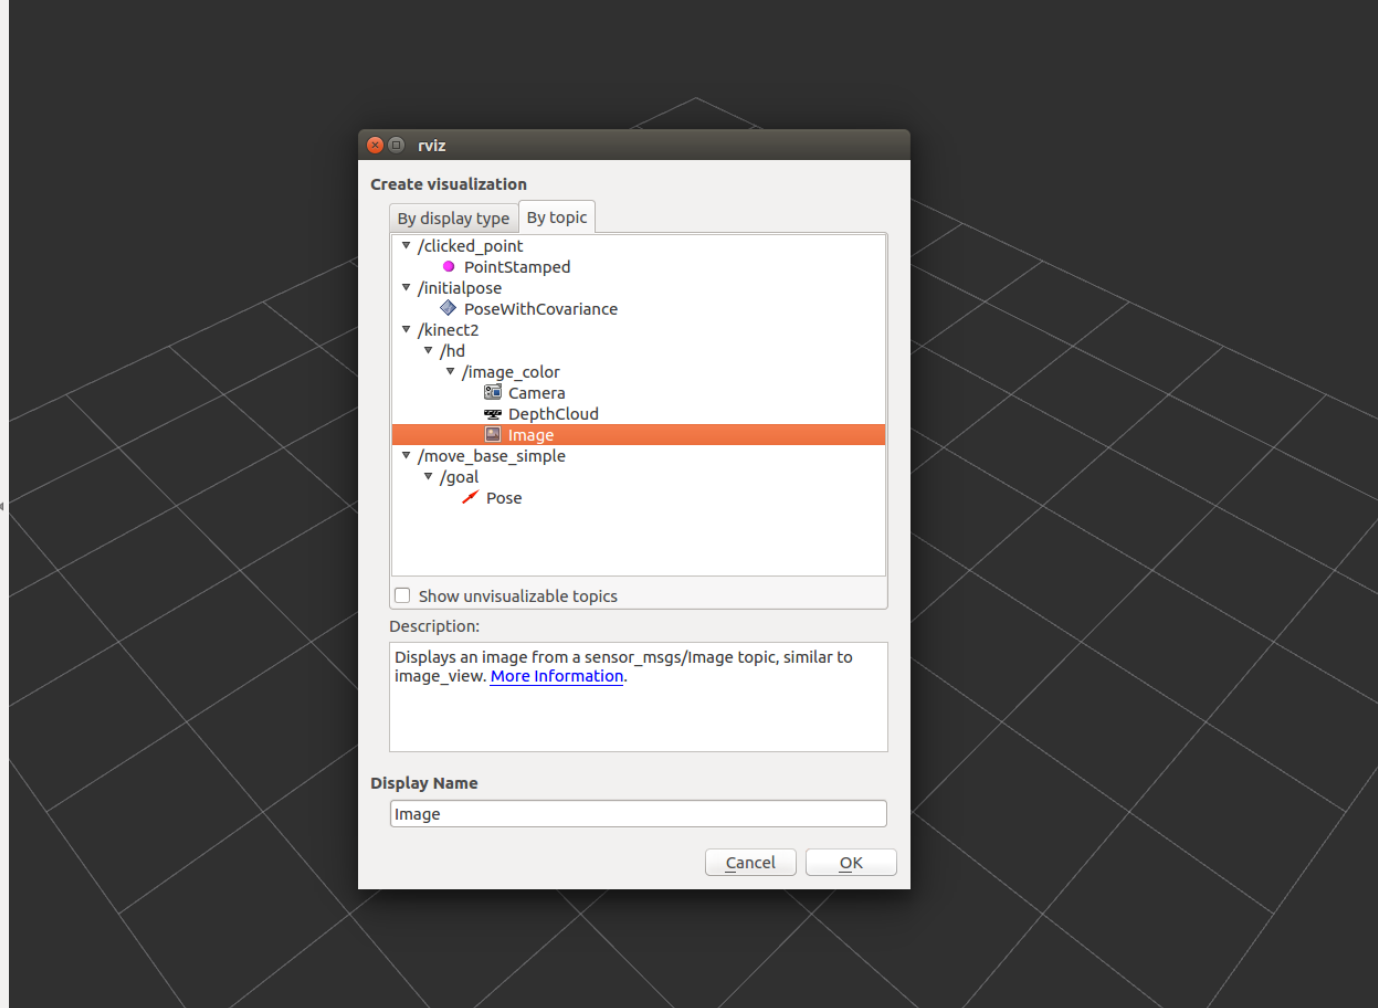 rviz
Create visualization
By display type
By topic
/clicked_point
PointStamped
/initialpose
PoseWithCovariance
/kinect2
/hd
/image_color
Camera
DepthCloud
Image
/move_base_simple
/goal
Pose
Show unvisualizable topics
Description:
Displays an image from a sensor_msgs/Image topic, similar to
image_view. More Information.
Display Name
Image
Cancel
OK